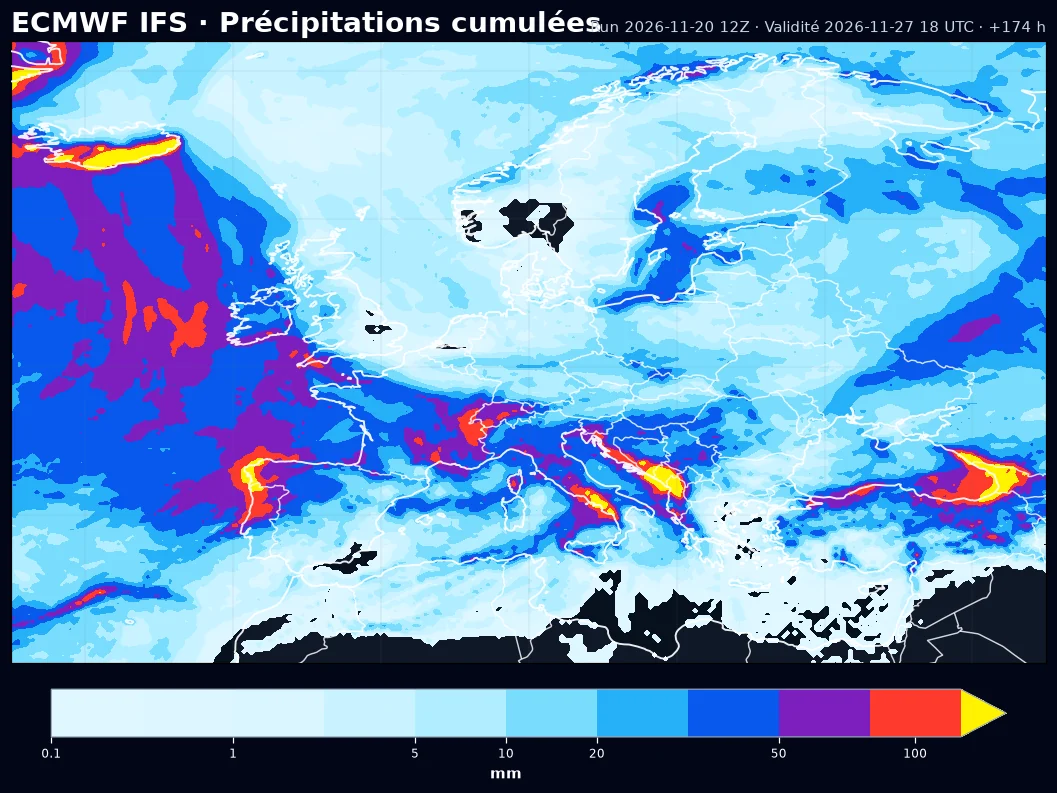 ECMWF IFS · Précipitations cumulées
Run 2026-11-20 12Z · Validité 2026-11-27 18 UTC · +174 h
0.1 1 5 10 20 50 100
mm